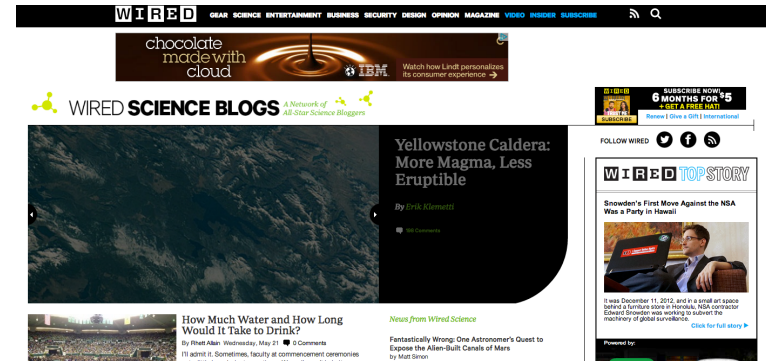 WIRED GEAR SCIENCE ENTERTAINMENT BUSINESS SECURITY DESIGN OPINION MAGAZINE VIDEO INSIDER SUBSCRIBE
chocolate
made with
cloud
IBM
Watch how Lindt personalizes
its consumer experience →
WIRED SCIENCE BLOGS
A Network of
All-Star Science Bloggers
WIRED
SUBSCRIBE
SUBSCRIBE NOW!
6 MONTHS FOR $5
+ GET A FREE HAT!
Renew | Give a Gift | International
FOLLOW WIRED
Yellowstone Caldera:
More Magma, Less
Eruptible
By Erik Klemetti
Comments
WIRED TOP STORY
Snowden's First Move Against the NSA
Was a Party in Hawaii
It was December 11, 2012, and in a small art space
behind a furniture store in Honolulu, NSA contractor
Edward Snowden was working to subvert the
machinery of global surveillance.
Click for full story
Powered by:
How Much Water and How Long
Would It Take to Drink?
By Rhett Allain Wednesday, May 21 0 Comments
I'll admit it. Sometimes, faculty at commencement ceremonies
News from Wired Science
Fantastically Wrong: One Astronomer's Quest to
Expose the Alien-Built Canals of Mars
by Matt Simon